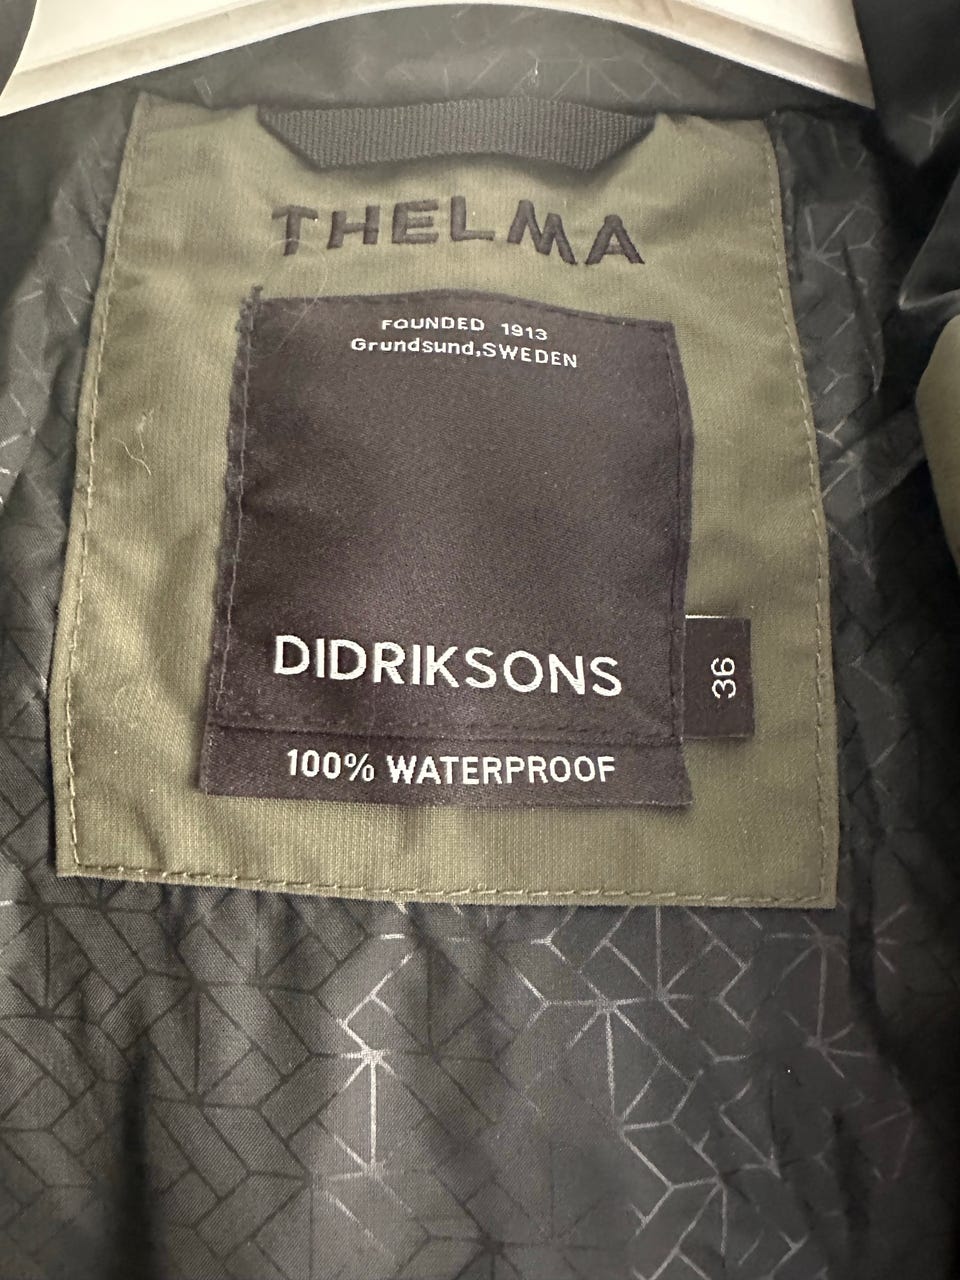 THELMA
FOUNDED 1913
Grundsund,SWEDEN
DIDRIKSONS
36
100% WATERPROOF